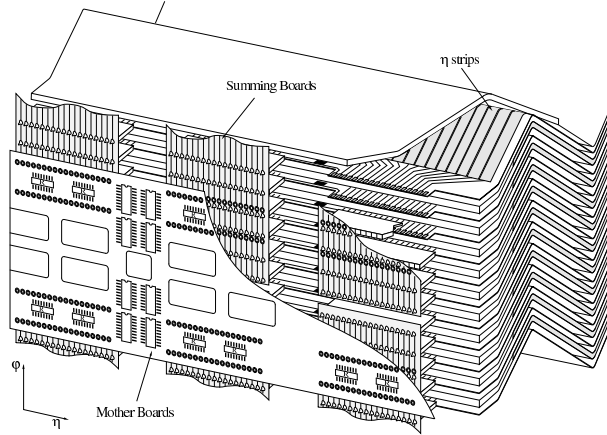 η strips
Summing Boards
φ
Mother Boards
η